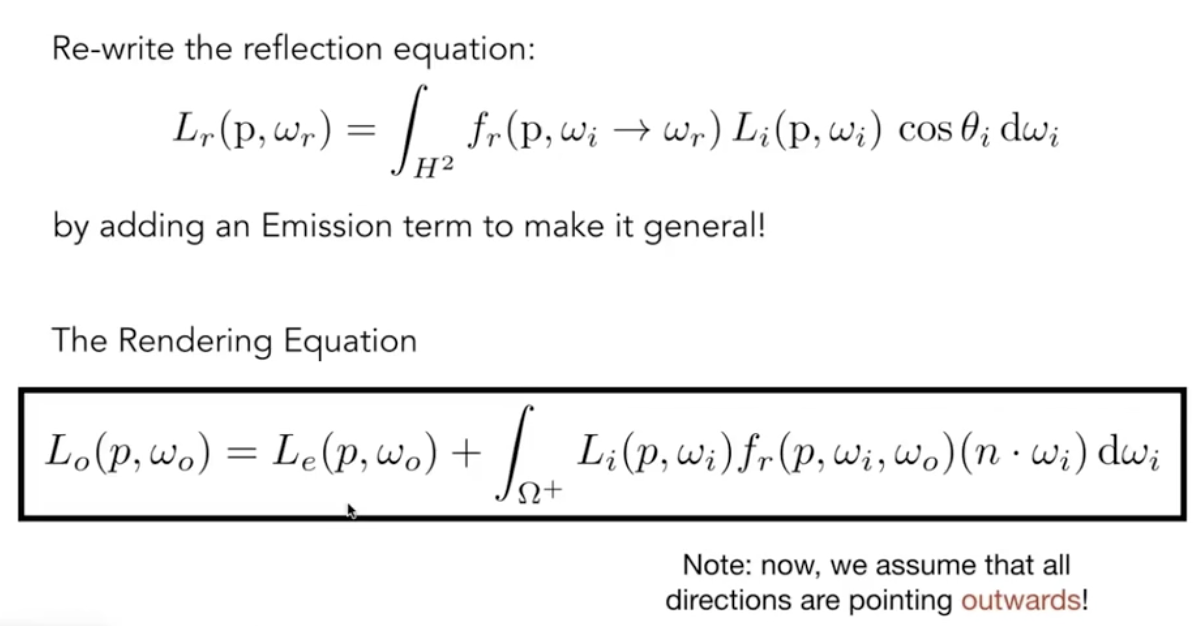 Re-write the reflection equation:
L_r(p, ω_r) = ∫_{H²} f_r(p, ω_i → ω_r) L_i(p, ω_i) cos θ_i dω_i
by adding an Emission term to make it general!
The Rendering Equation
L_o(p, ω_o) = L_e(p, ω_o) + ∫_{Ω+} L_i(p, ω_i) f_r(p, ω_i, ω_o)(n · ω_i) dω_i
Note: now, we assume that all
directions are pointing outwards!